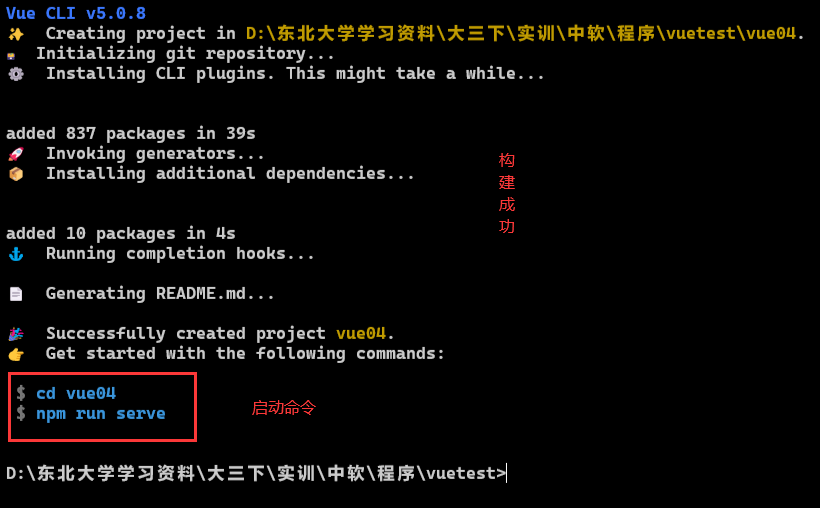 Vue CLI v5.0.8
✨ Creating project in D:\东北大学学习资料\大三下\实训\中软\程序\vuetest\vue04.
Initializing git repository...
⚙️ Installing CLI plugins. This might take a while...
added 837 packages in 39s
🚀 Invoking generators...
📦 Installing additional dependencies...
构
建
成
功
added 10 packages in 4s
⚓ Running completion hooks...
📄 Generating README.md...
🎉 Successfully created project vue04.
👉 Get started with the following commands:
$ cd vue04
$ npm run serve
启动命令
D:\东北大学学习资料\大三下\实训\中软\程序\vuetest>